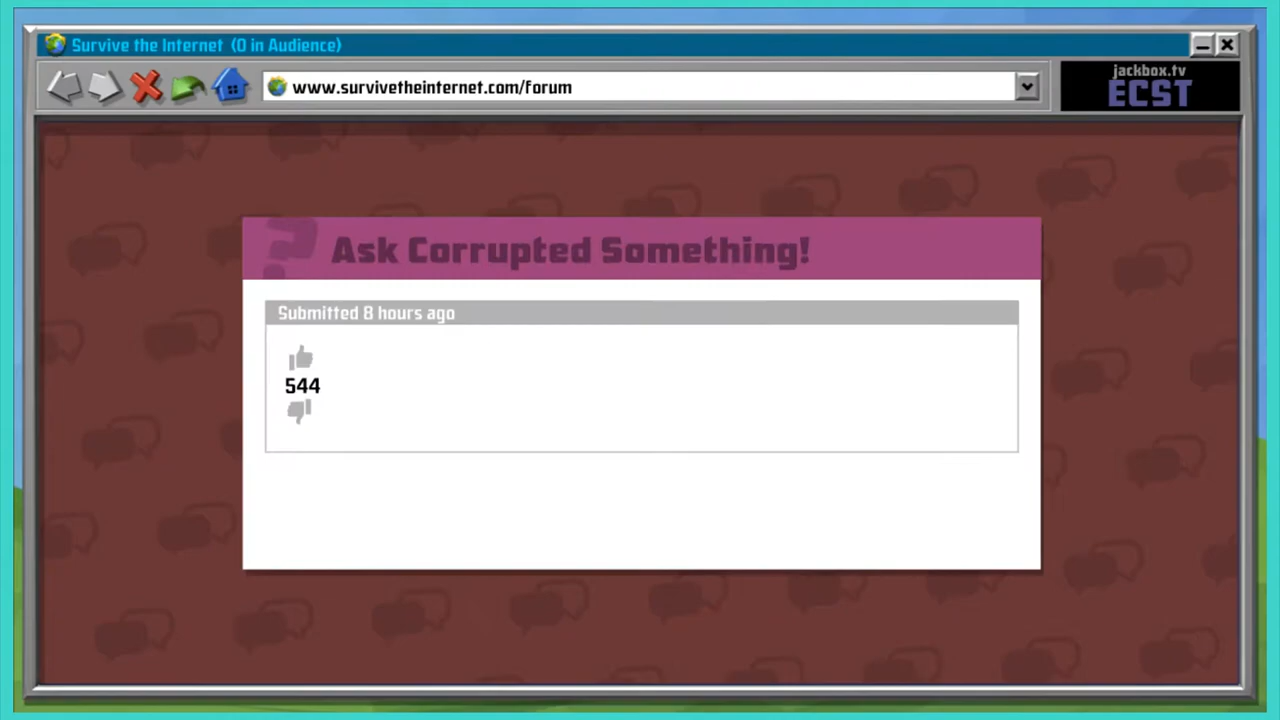 Survive the Internet (0 in Audience)
www.survivetheinternet.com/forum
jackbox.tv
ECST
Ask Corrupted Something!
Submitted 8 hours ago
544